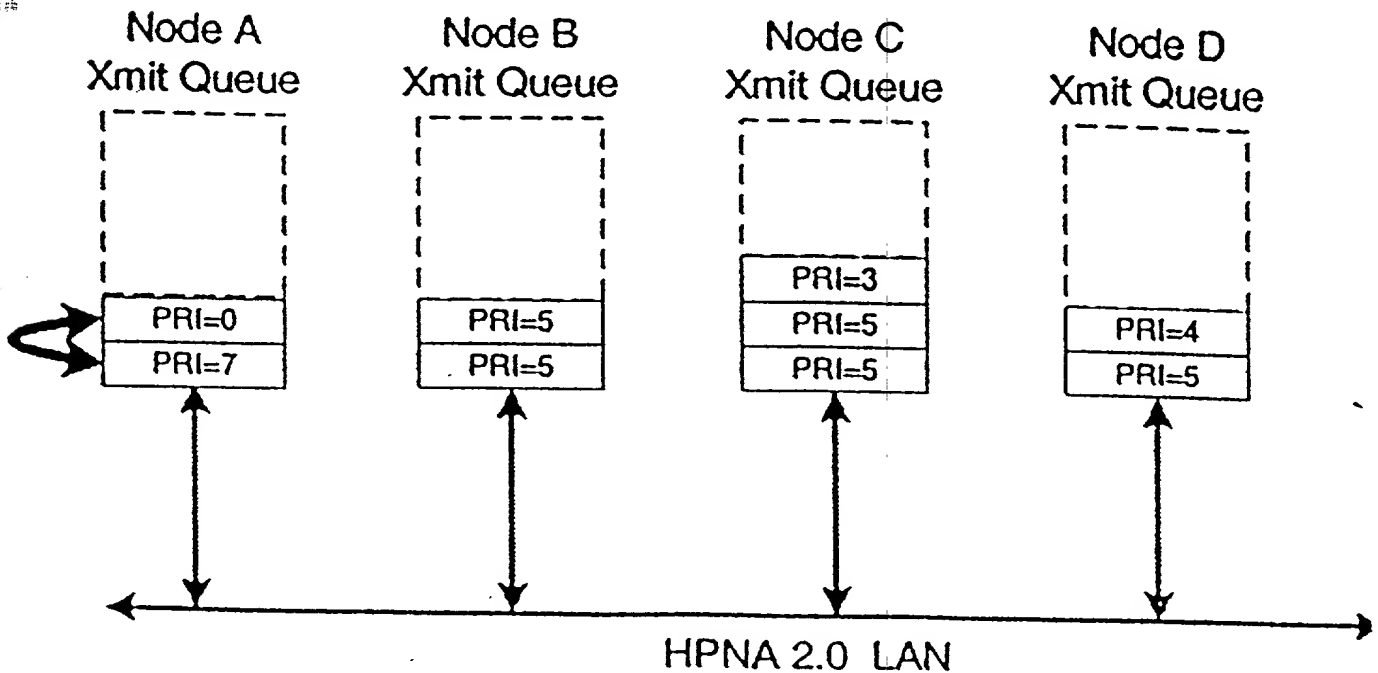 Node A
Xmit Queue
Node B
Xmit Queue
Node C
Xmit Queue
Node D
Xmit Queue
PRI=0
PRI=7
PRI=5
PRI=5
PRI=3
PRI=5
PRI=5
PRI=4
PRI=5
HPNA 2.0 LAN